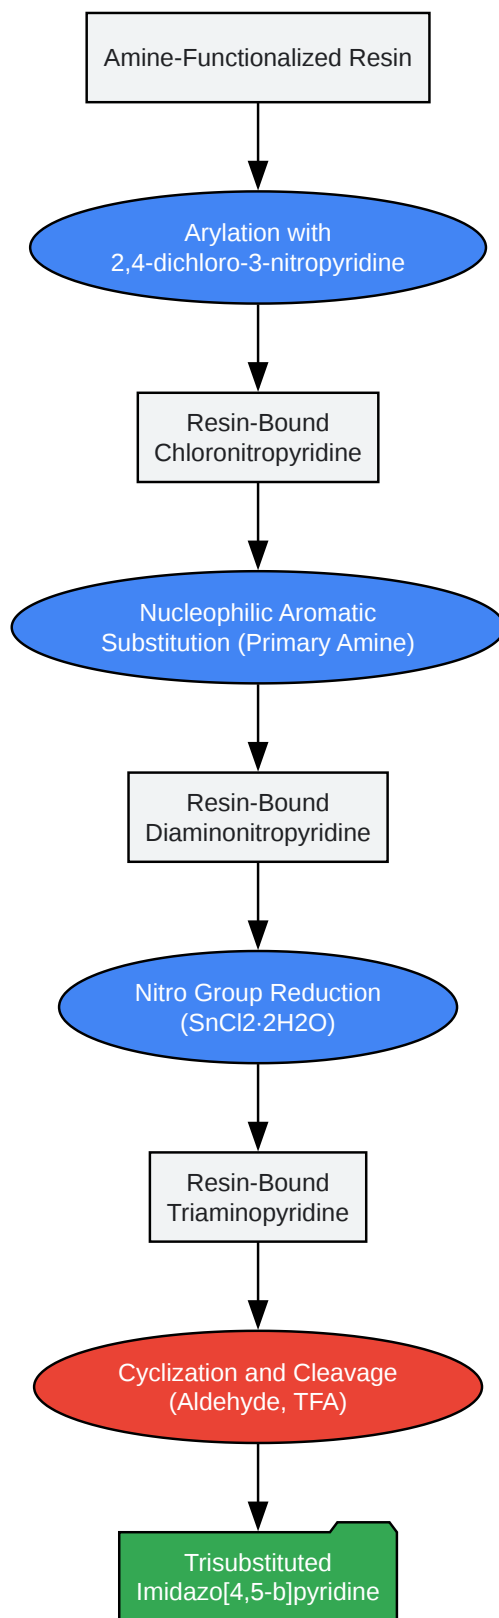 Amine-Functionalized Resin
Arylation with
2,4-dichloro-3-nitropyridine
Resin-Bound
Chloronitropyridine
Nucleophilic Aromatic
Substitution (Primary Amine)
Resin-Bound
Diaminonitropyridine
Nitro Group Reduction
(SnCl2·2H2O)
Resin-Bound
Triaminopyridine
Cyclization and Cleavage
(Aldehyde, TFA)
Trisubstituted
Imidazo[4,5-b]pyridine